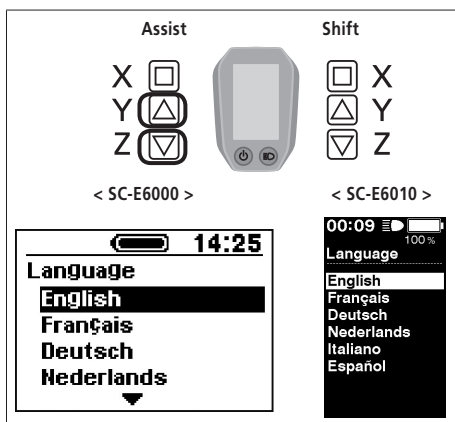 Assist Shift
X X
Y Y
Z Z
< SC-E6000 > < SC-E6010 >
14:25
Language
English
Français
Deutsch
Nederlands
00:09
100 %
Language
English
Français
Deutsch
Nederlands
Italiano
Español